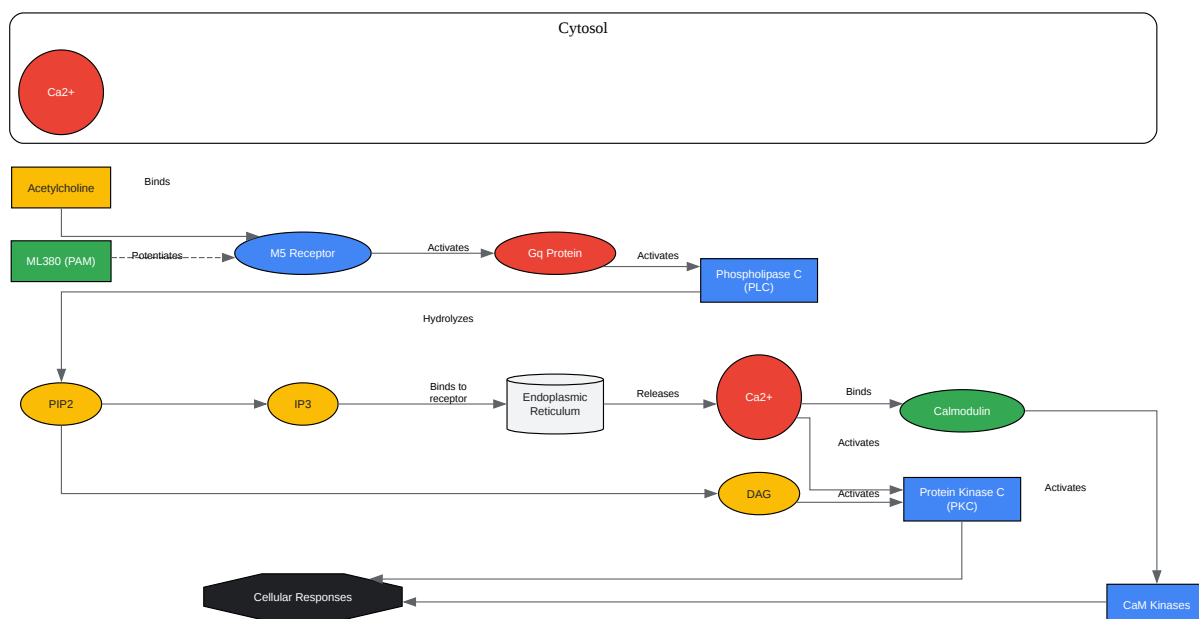 Cytosol
Ca2+
Acetylcholine
Binds
ML380 (PAM)
Potentiates
M5 Receptor
Activates
Gq Protein
Activates
Phospholipase C
(PLC)
Hydrolyzes
PIP2
IP3
Binds to
receptor
Endoplasmic
Reticulum
Releases
Ca2+
Binds
Calmodulin
Activates
DAG
Activates
Protein Kinase C
(PKC)
Activates
Cellular Responses
CaM Kinases